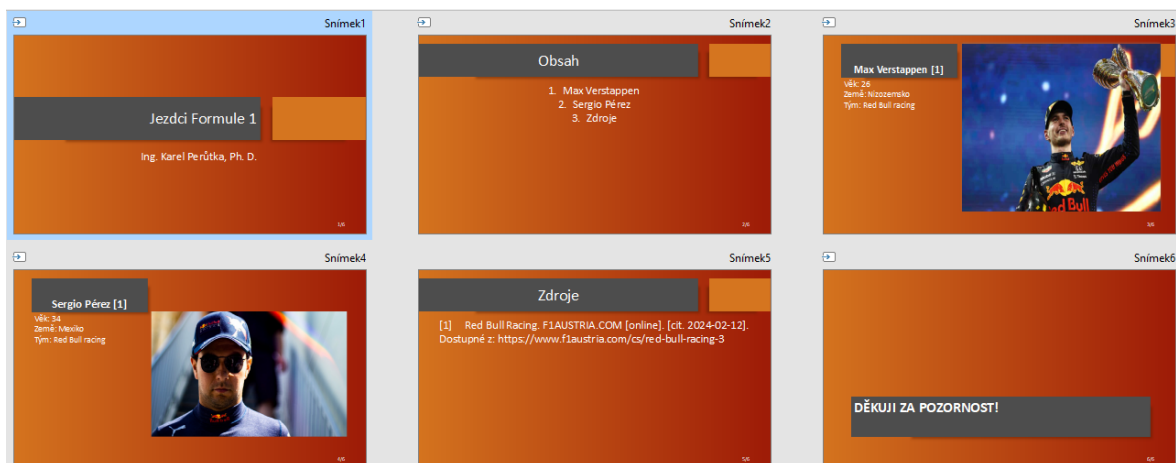 Snímek1
Jezdci Formule 1
Ing. Karel Perůtka, Ph. D.
1/6
Snímek2
Obsah
1. Max Verstappen
2. Sergio Pérez
3. Zdroje
2/6
Snímek3
Max Verstappen [1]
Věk: 26
Země: Nizozemsko
Tým: Red Bull racing
Red Bull
3/6
Snímek4
Sergio Pérez [1]
Věk: 34
Země: Mexiko
Tým: Red Bull racing
4/6
Snímek5
Zdroje
[1] Red Bull Racing. F1AUSTRIA.COM [online]. [cit. 2024-02-12].
Dostupné z: https://www.f1austria.com/cs/red-bull-racing-3
5/6
Snímek6
DĚKUJI ZA POZORNOST!
6/6